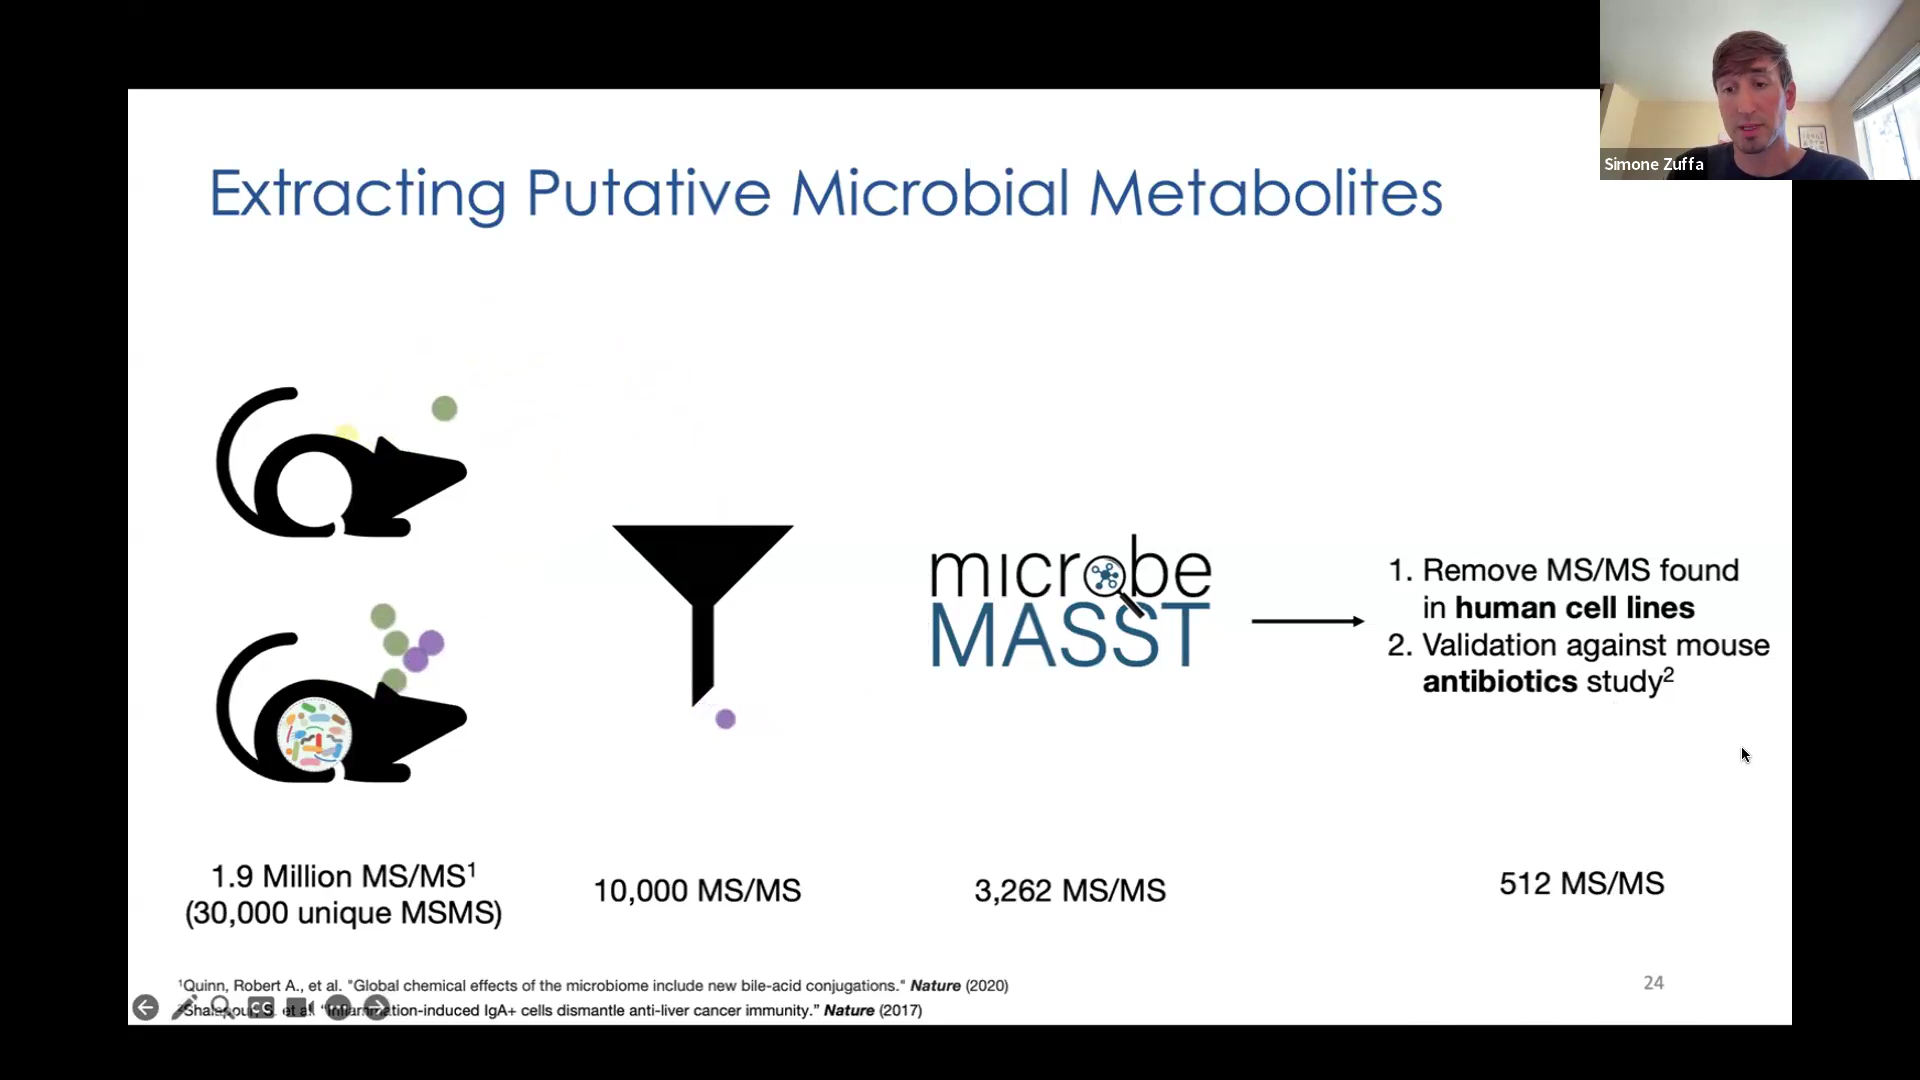 Simone Zuffa
Extracting Putative Microbial Metabolites
microbe
MASST
1. Remove MS/MS found
in human cell lines
2. Validation against mouse
antibiotics study²
1.9 Million MS/MS¹
(30,000 unique MSMS)
10,000 MS/MS
3,262 MS/MS
512 MS/MS
¹Quinn, Robert A., et al. "Global chemical effects of the microbiome include new bile-acid conjugations." Nature (2020)
24
et al. "Inflammation-induced IgA+ cells dismantle anti-liver cancer immunity." Nature (2017)